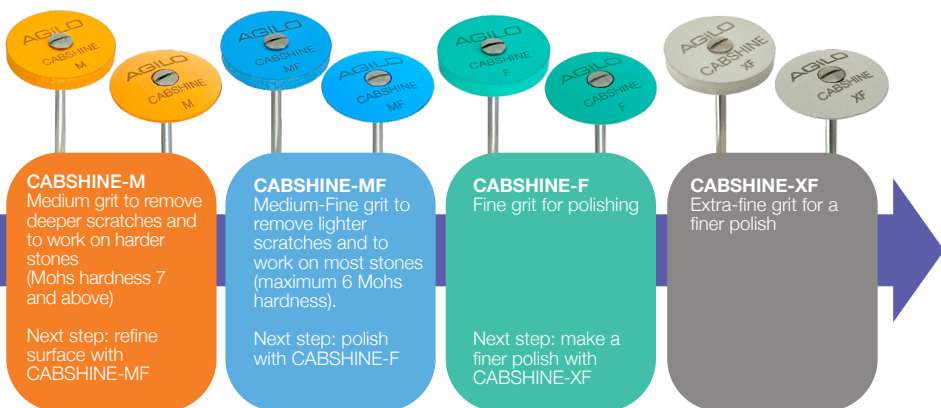 AGILO
CABSHINE
M
AGILO
CABSHINE
M
AGILO
CABSHINE
MF
AGILO
CABSHINE
MF
AGILO
CABSHINE
F
AGILO
CABSHINE
F
AGILO
CABSHINE
XF
AGILO
CABSHINE
XF
CABSHINE-M
Medium grit to remove
deeper scratches and
to work on harder
stones
(Mohs hardness 7
and above)
Next step: refine
surface with
CABSHINE-MF
CABSHINE-MF
Medium-Fine grit to
remove lighter
scratches and to
work on most stones
(maximum 6 Mohs
hardness).
Next step: polish
with CABSHINE-F
CABSHINE-F
Fine grit for polishing
Next step: make a
finer polish with
CABSHINE-XF
CABSHINE-XF
Extra-fine grit for a
finer polish